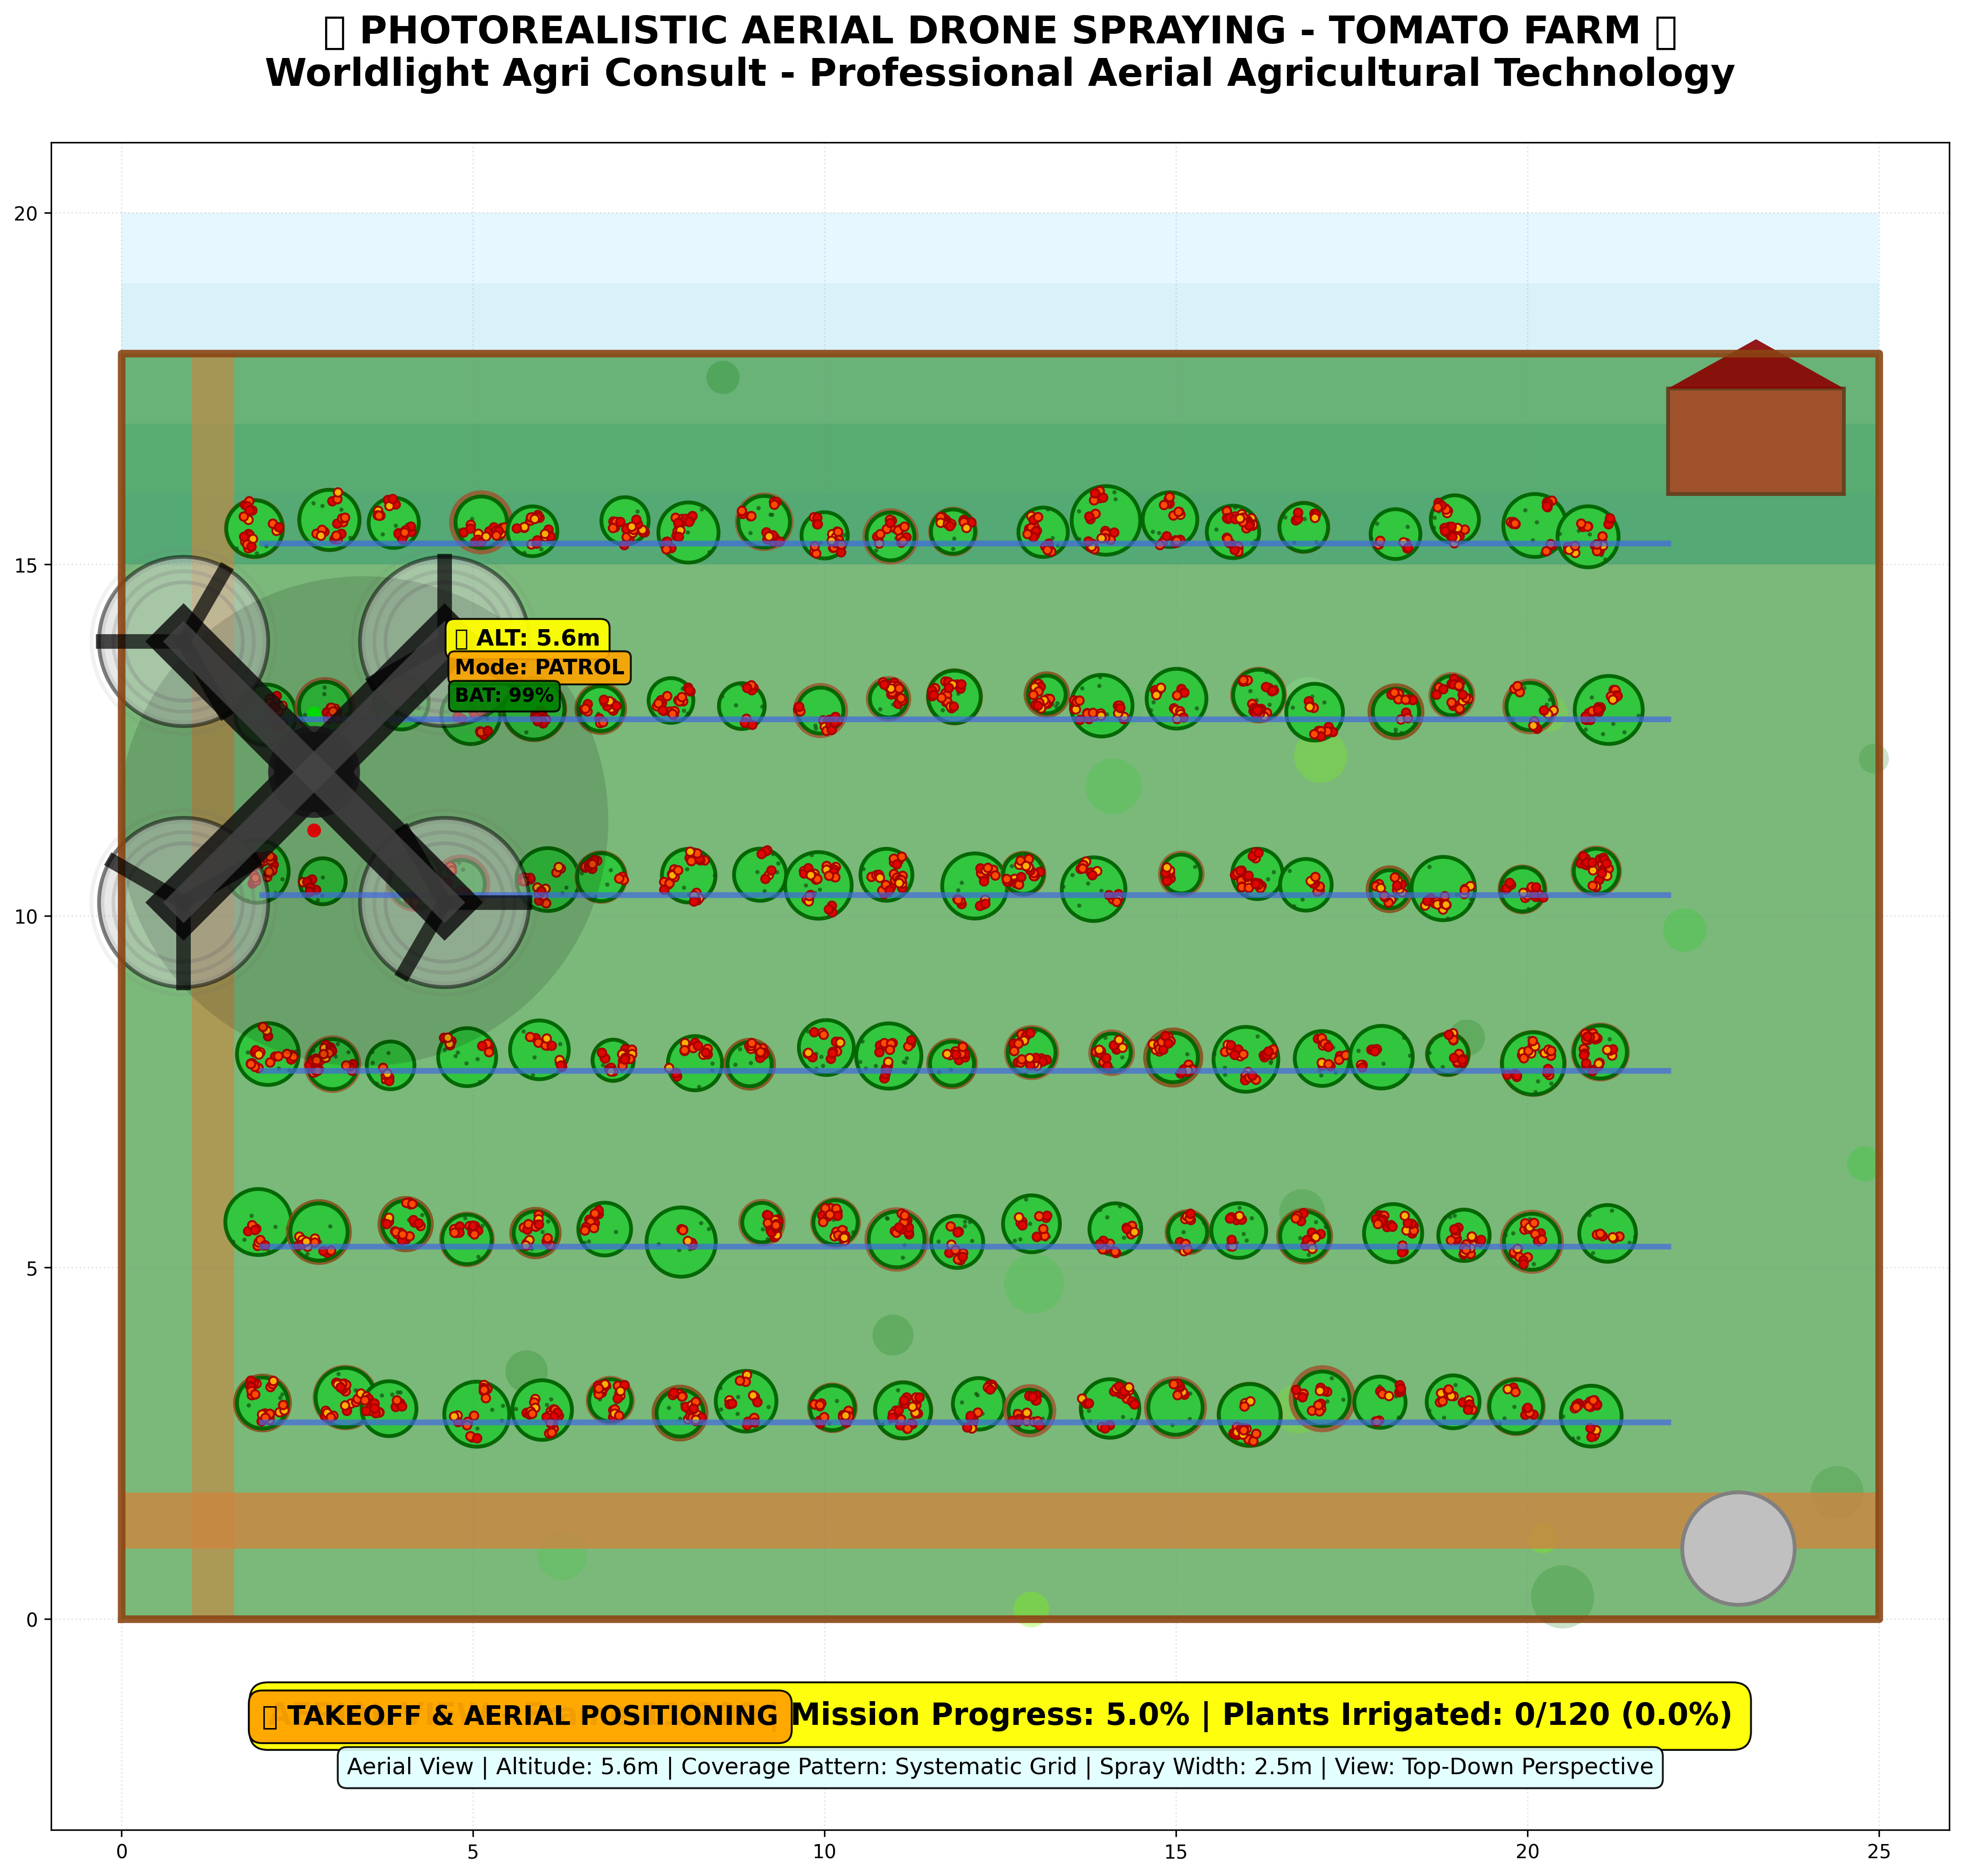 PHOTOREALISTIC AERIAL DRONE SPRAYING - TOMATO FARM
Worldlight Agri Consult - Professional Aerial Agricultural Technology
20
15
10
5
0
ALT: 5.6m
Mode: PATROL
BAT: 99%
TAKEOFF & AERIAL POSITIONING Mission Progress: 5.0% | Plants Irrigated: 0/120 (0.0%)
Aerial View | Altitude: 5.6m | Coverage Pattern: Systematic Grid | Spray Width: 2.5m | View: Top-Down Perspective
0 5 10 15 20 25